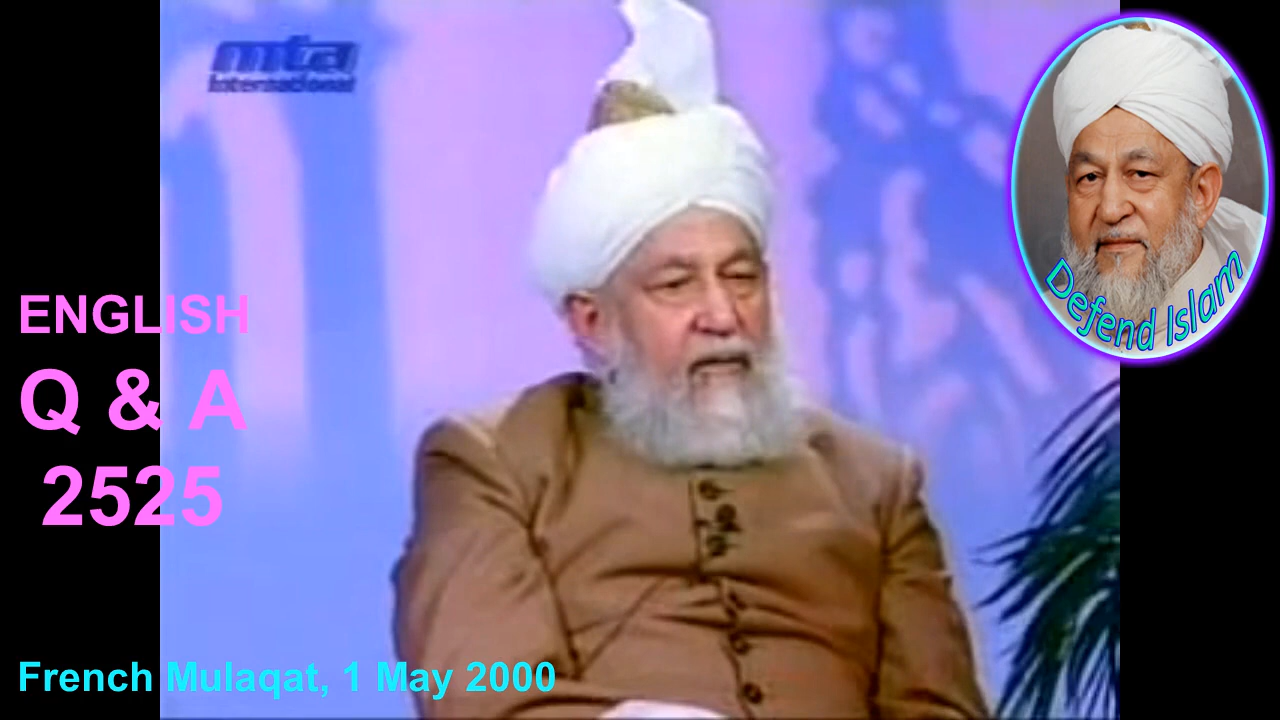 mta
International
Defend Islam
ENGLISH
Q & A
2525
French Mulaqat, 1 May 2000